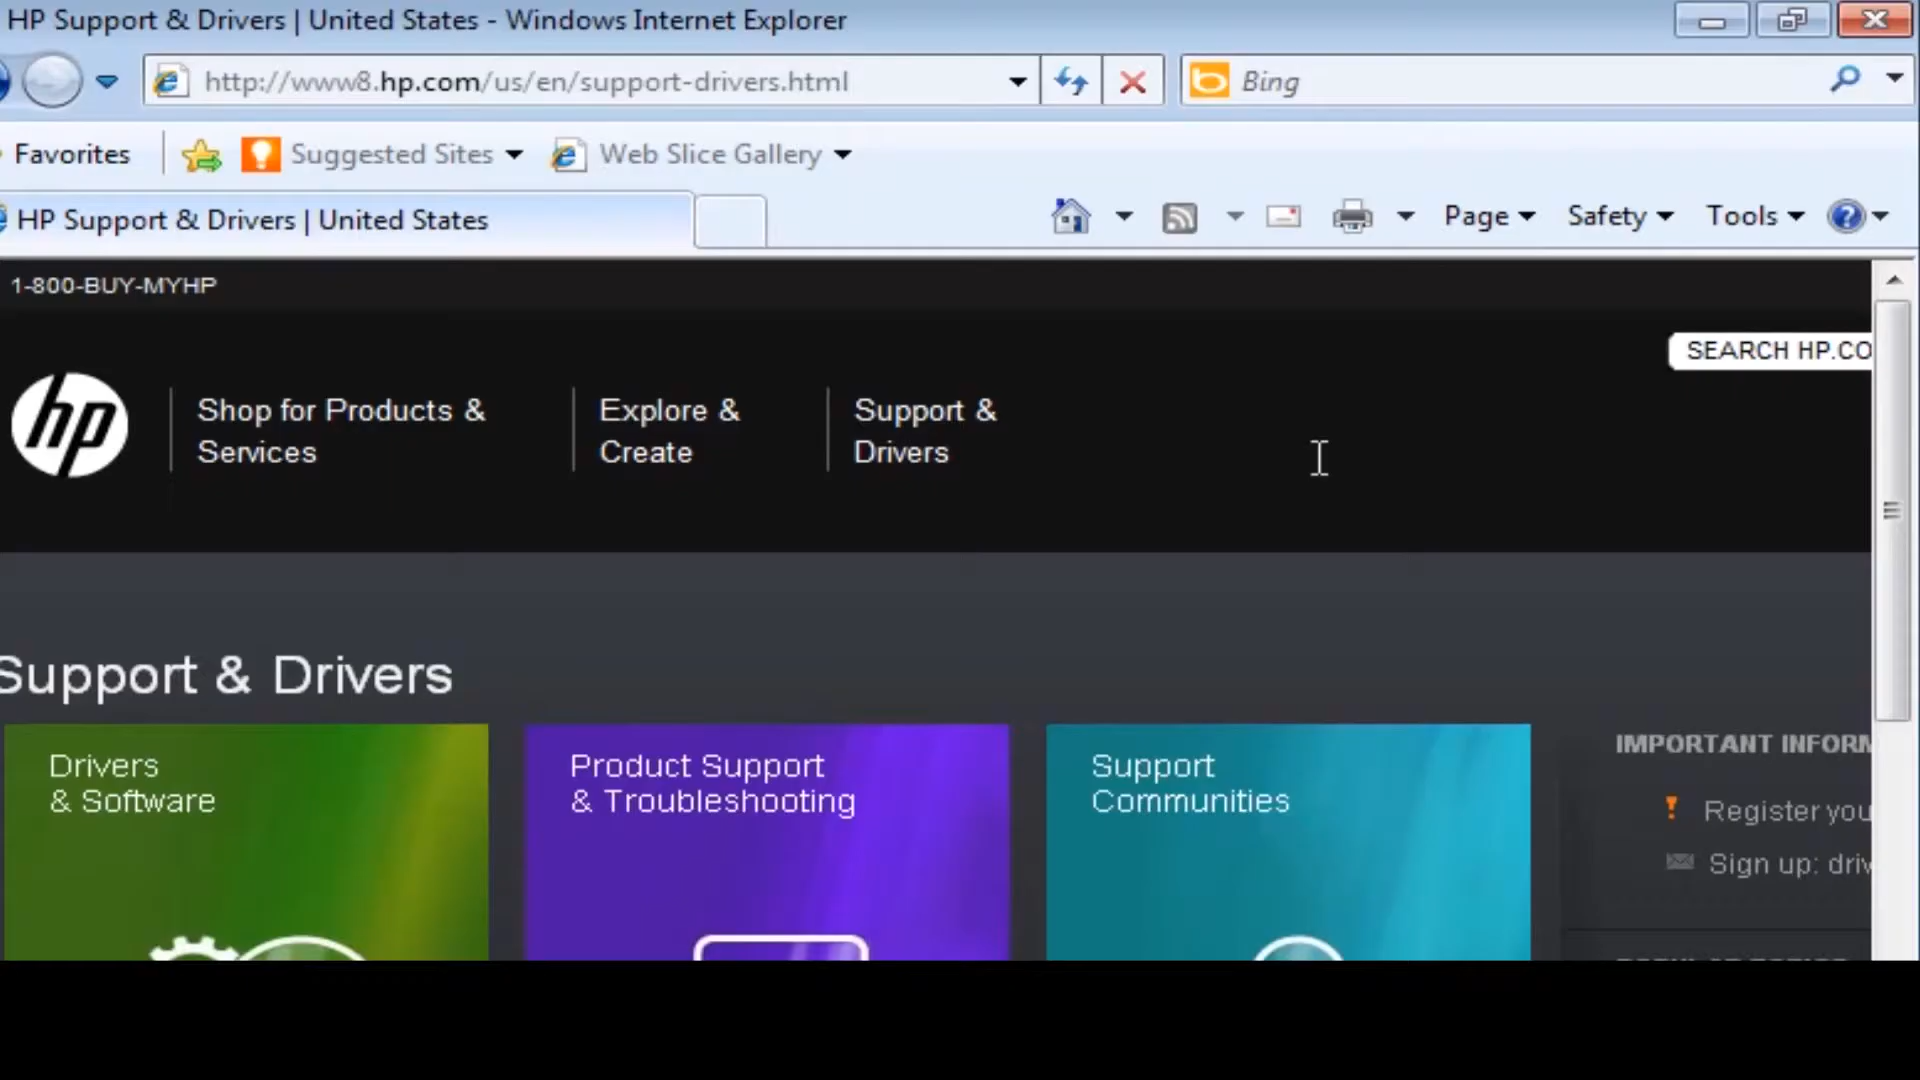 HP Support & Drivers | United States - Windows Internet Explorer
http://www8.hp.com/us/en/support-drivers.html
Bing
Favorites
Suggested Sites
Web Slice Gallery
HP Support & Drivers | United States
Page
Safety
Tools
1-800-BUY-MYHP
SEARCH HP.CO
hp
Shop for Products &
Services
Explore &
Create
Support &
Drivers
Support & Drivers
Drivers
& Software
Product Support
& Troubleshooting
Support
Communities
IMPORTANT INFORM
Register you
Sign up: driv